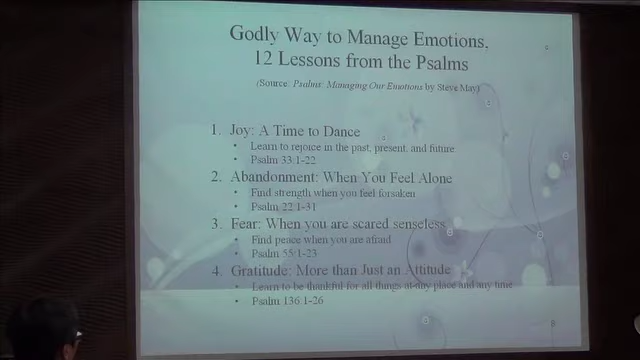 Godly Way to Manage Emotions,
12 Lessons from the Psalms
(Source: Psalms: Managing Our Emotions by Steve May)
1. Joy: A Time to Dance
• Learn to rejoice in the past, present, and future
• Psalm 33:1-22
2. Abandonment: When You Feel Alone
• Find strength when you feel forsaken
• Psalm 22:1-31
3. Fear: When you are scared senseless
• Find peace when you are afraid
• Psalm 55:1-23
4. Gratitude: More than Just an Attitude
• Learn to be thankful for all things at any place and any time
• Psalm 136:1-26